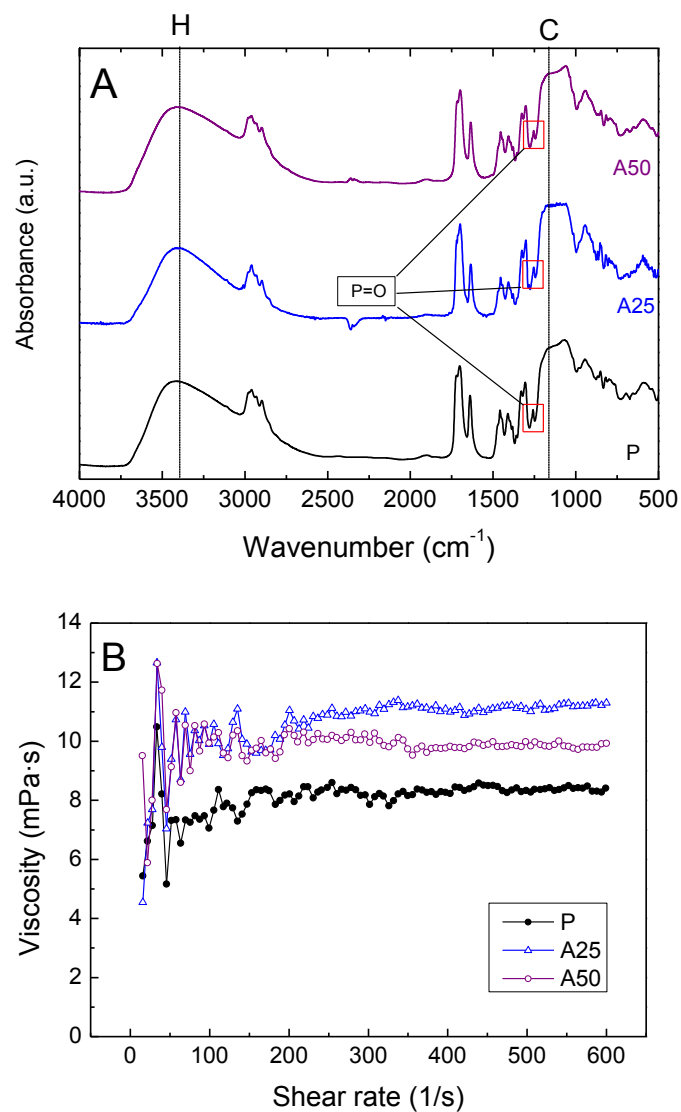 H
C
A
Absorbance (a.u.)
A50
P=O
A25
P
4000 3500 3000 2500 2000 1500 1000 500
Wavenumber (cm⁻¹)
B
Viscosity (mPa·s)
14
12
10
8
6
4
2
0
P
A25
A50
0 100 200 300 400 500 600
Shear rate (1/s)